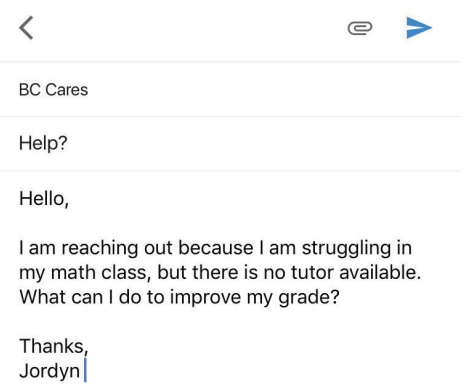 BC Cares
Help?
Hello,
I am reaching out because I am struggling in
my math class, but there is no tutor available.
What can I do to improve my grade?
Thanks,
Jordyn